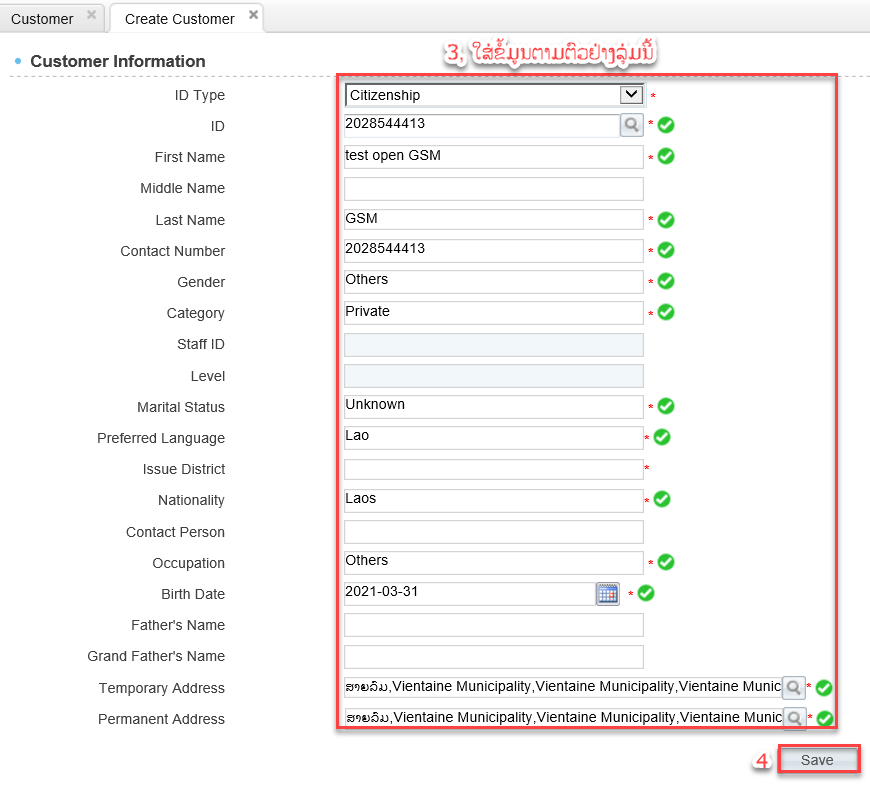 Customer
Create Customer
Customer Information
3, ໃສ່ຂໍ້ມູນຕາມຕົວຢ່າງລຸ່ມນີ້
ID Type Citizenship *
ID 2028544413 *
First Name test open GSM *
Middle Name
Last Name GSM *
Contact Number 2028544413 *
Gender Others *
Category Private *
Staff ID
Level
Marital Status Unknown *
Preferred Language Lao *
Issue District *
Nationality Laos *
Contact Person
Occupation Others *
Birth Date 2021-03-31 *
Father's Name
Grand Father's Name
Temporary Address ສາຍລົມ,Vientaine Municipality,Vientaine Municipality,Vientaine Munic *
Permanent Address ສາຍລົມ,Vientaine Municipality,Vientaine Municipality,Vientaine Munic *
4 Save